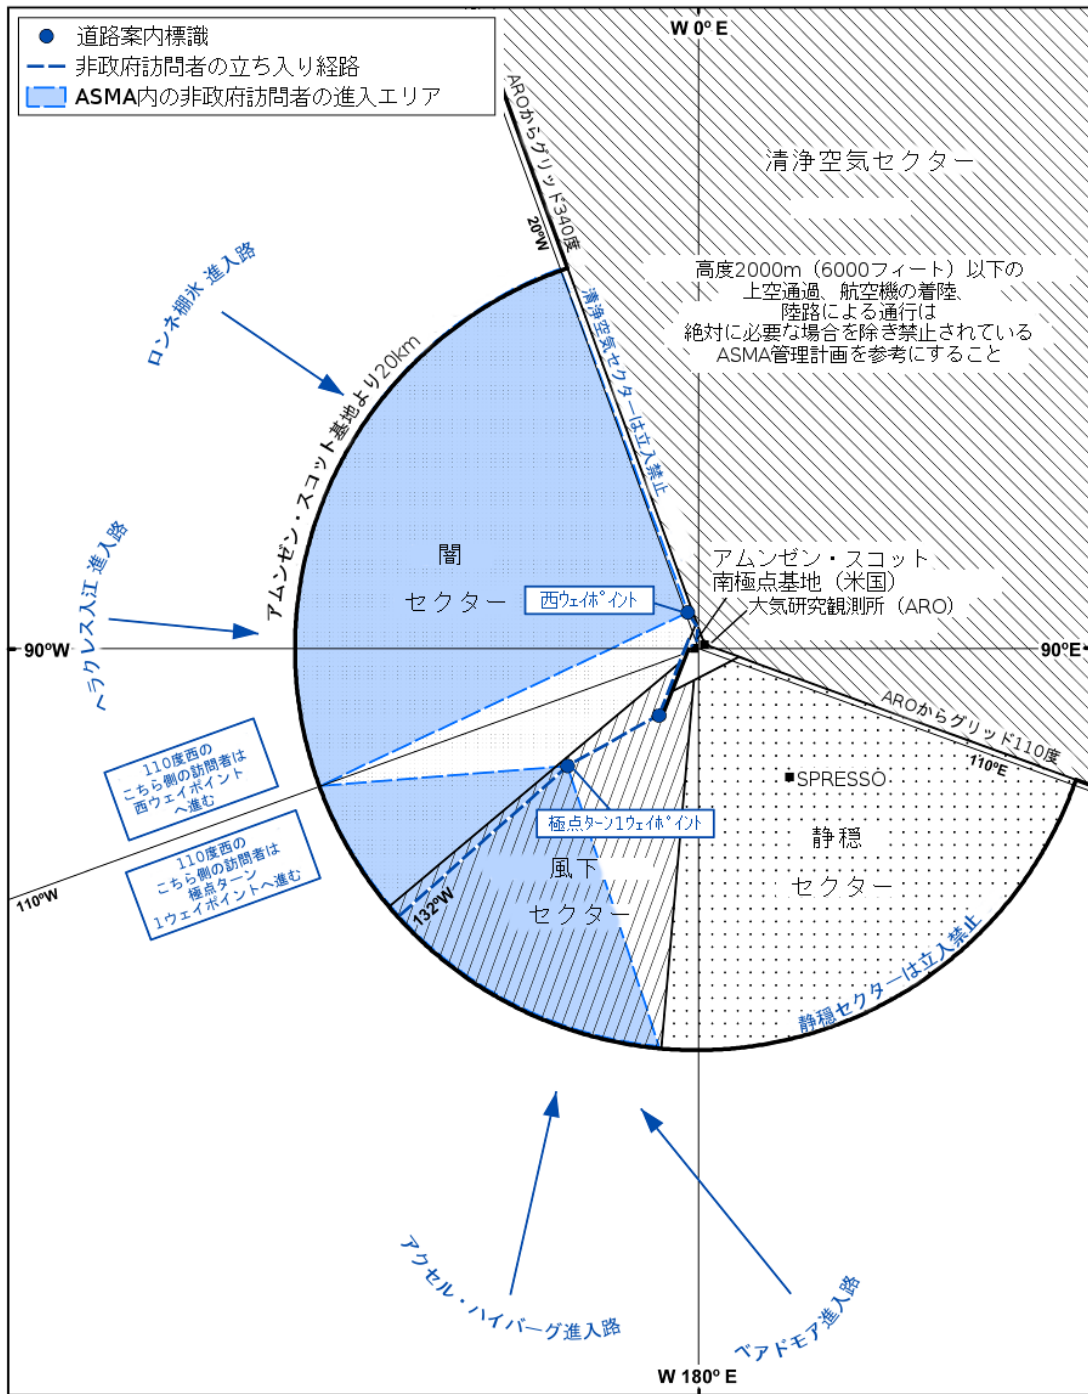 道路案内標識
非政府訪問者の立ち入り経路
ASMA内の非政府訪問者の進入エリア
W 0º E
清浄空気セクター
高度2000m（6000フィート）以下の
上空通過、航空機の着陸、
陸路による通行は
絶対に必要な場合を除き禁止されている
ASMA管理計画を参考にすること
AROからグリッド340度
20ºW
清浄空気セクターは立入禁止
ロンネ棚氷 進入路
アムンゼン・スコット基地より20km
闇
セクター
西ウェイポイント
アムンゼン・スコット
南極点基地（米国）
大気研究観測所（ARO）
ヘラクレス入江 進入路
90ºW
90ºE
AROからグリッド110度
110ºE
110度西の
こちら側の訪問者は
西ウェイポイント
へ進む
SPRESSO
極点ターン1ウェイポイント
静穏
セクター
110度西の
こちら側の訪問者は
極点ターン
1ウェイポイントへ進む
110ºW
132ºW
風下
セクター
静穏セクターは立入禁止
アクセル・ハイバーグ進入路
ベアドモア進入路
W 180º E